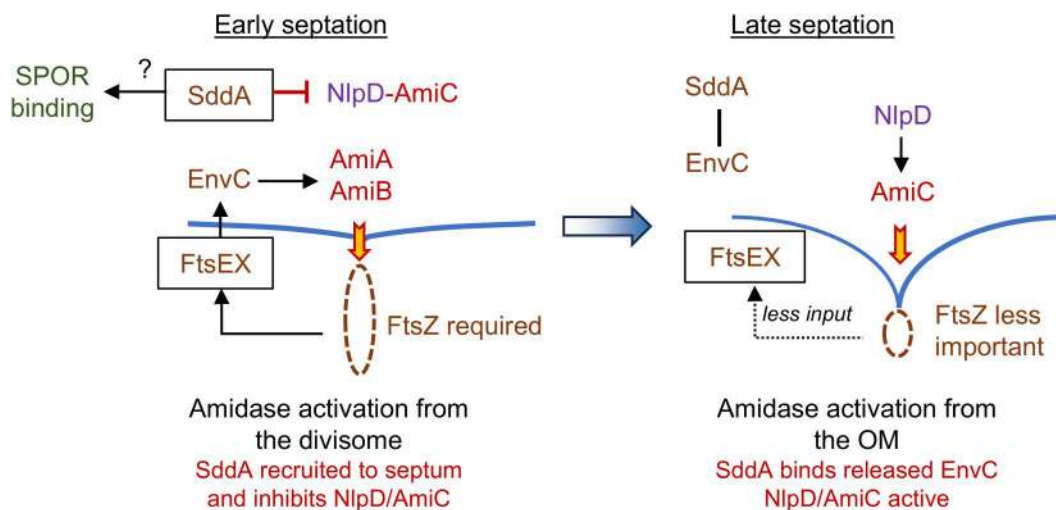 Early septation
?
SPOR
binding
SddA
NlpD-AmiC
EnvC
AmiA
AmiB
FtsEX
FtsZ required
Amidase activation from
the divisome
SddA recruited to septum
and inhibits NlpD/AmiC
Late septation
SddA
EnvC
NlpD
AmiC
FtsEX
less input
FtsZ less
important
Amidase activation from
the OM
SddA binds released EnvC
NlpD/AmiC active